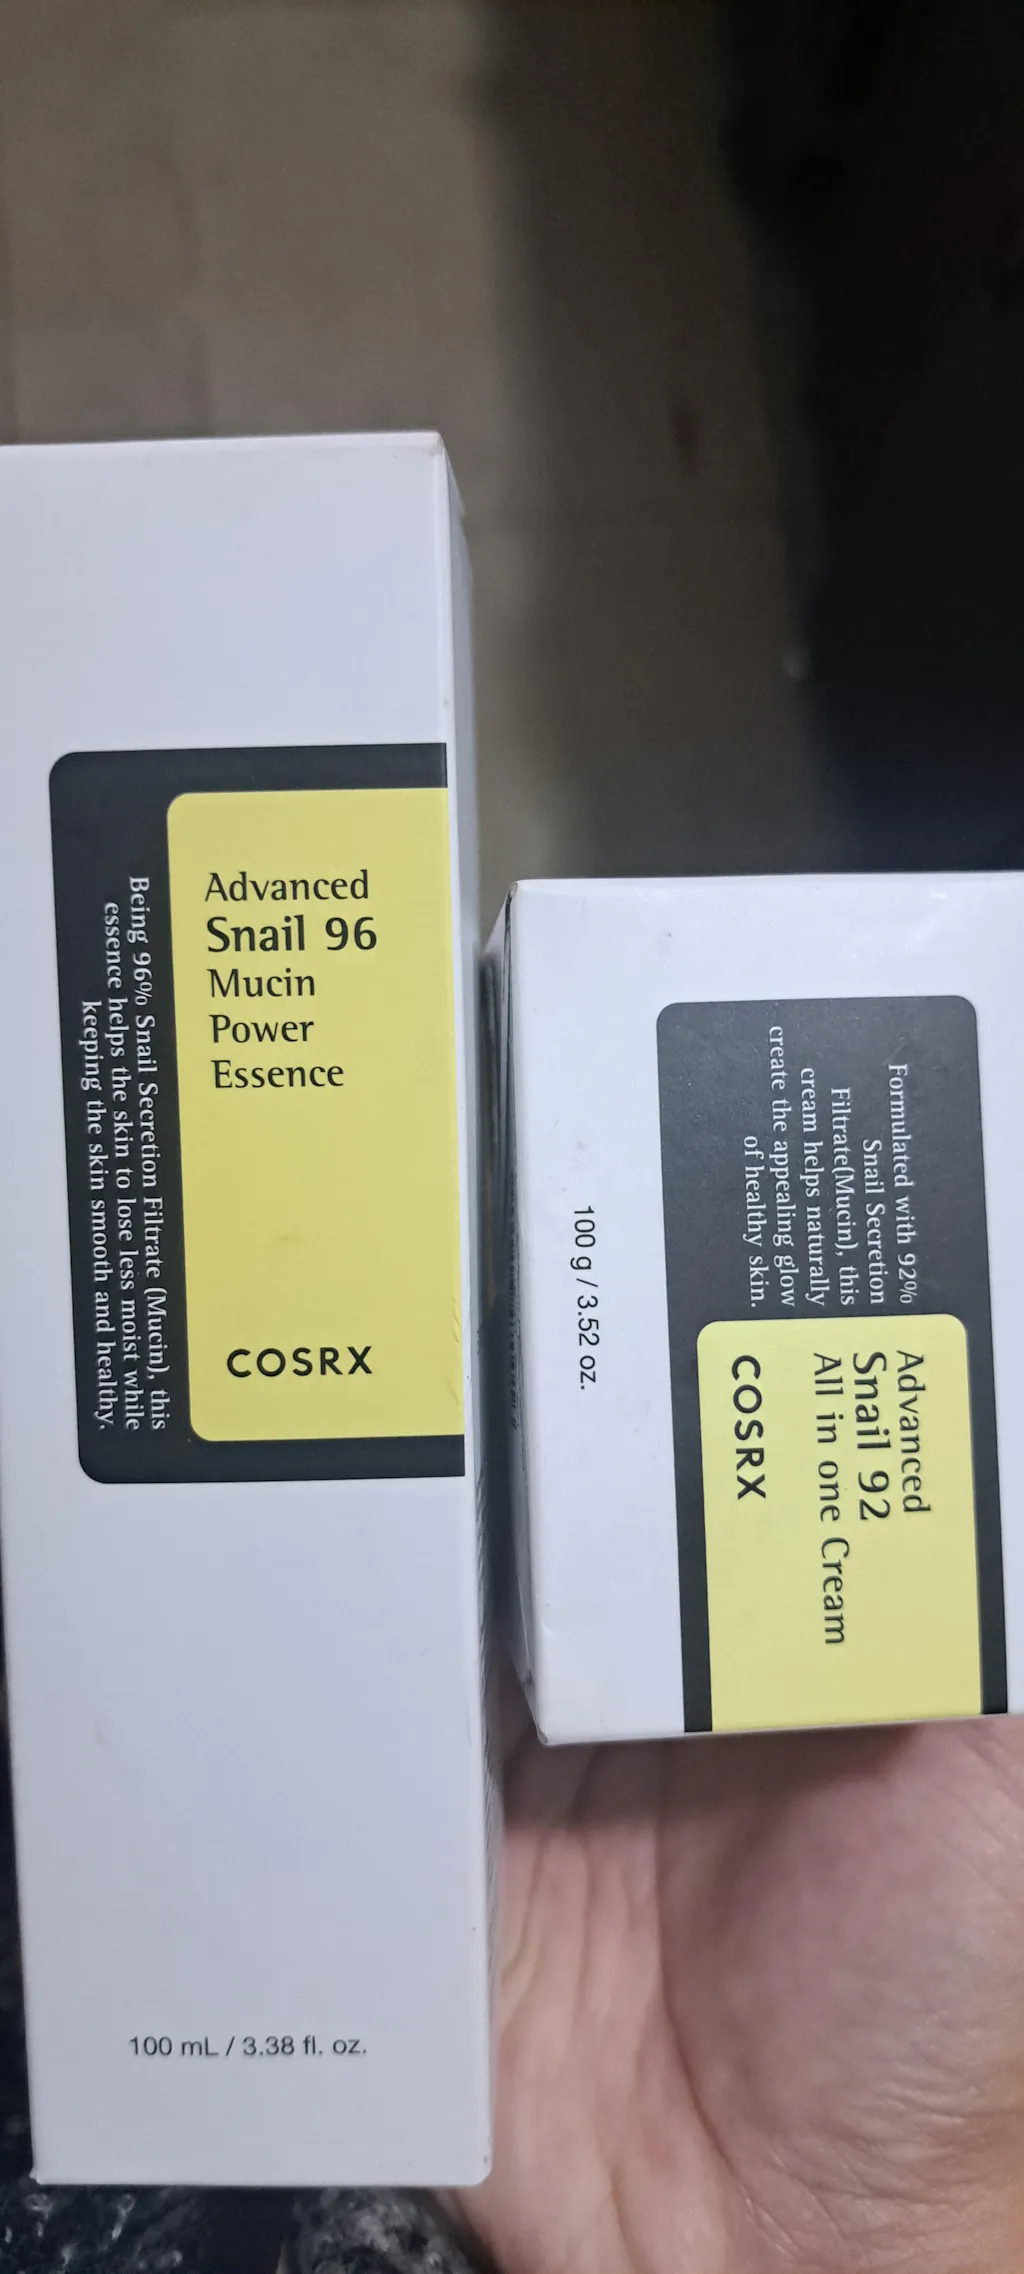 Advanced
Snail 96
Mucin
Power
Essence
COSRX
Being 96% Snail Secretion Filtrate (Mucin), this
essence helps the skin to lose less moist while
keeping the skin smooth and healthy.
100 mL / 3.38 fl. oz.
Formulated with 92%
Snail Secretion
Filtrate(Mucin), this
cream helps naturally
create the appealing glow
of healthy skin.
Advanced
Snail 92
All in one Cream
COSRX
100 g / 3.52 oz.